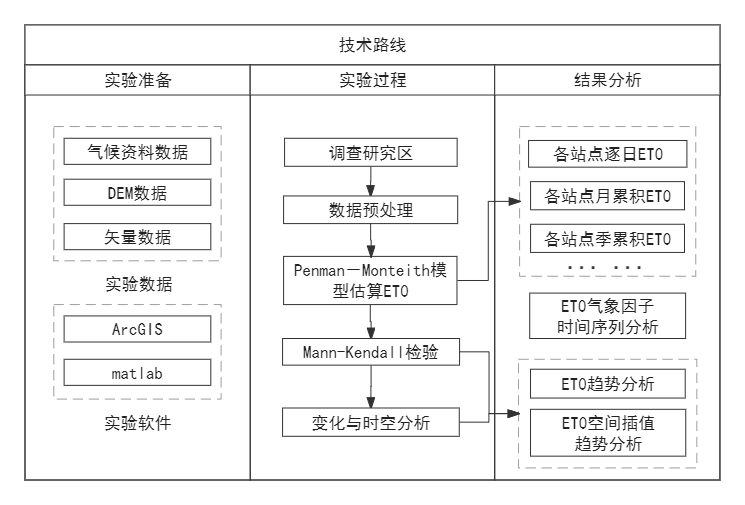 技术路线
实验准备
实验过程
结果分析
气候资料数据
DEM数据
矢量数据
实验数据
ArcGIS
matlab
实验软件
调查研究区
数据预处理
Penman—Monteith模
型估算ET0
Mann-Kendall检验
变化与时空分析
各站点逐日ET0
各站点月累积ET0
各站点季累积ET0
... ...
ET0气象因子
时间序列分析
ET0趋势分析
ET0空间插值
趋势分析